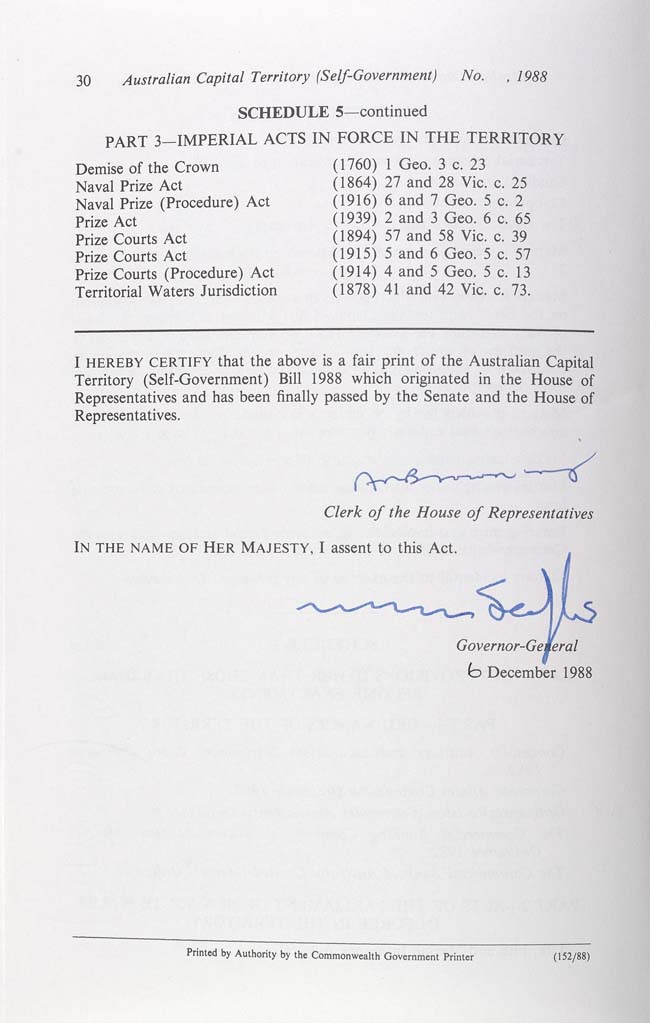 30 Australian Capital Territory (Self-Government) No. , 1988
SCHEDULE 5—continued
PART 3—IMPERIAL ACTS IN FORCE IN THE TERRITORY
Demise of the Crown (1760) 1 Geo. 3 c. 23
Naval Prize Act (1864) 27 and 28 Vic. c. 25
Naval Prize (Procedure) Act (1916) 6 and 7 Geo. 5 c. 2
Prize Act (1939) 2 and 3 Geo. 6 c. 65
Prize Courts Act (1894) 57 and 58 Vic. c. 39
Prize Courts Act (1915) 5 and 6 Geo. 5 c. 57
Prize Courts (Procedure) Act (1914) 4 and 5 Geo. 5 c. 13
Territorial Waters Jurisdiction (1878) 41 and 42 Vic. c. 73.
I HEREBY CERTIFY that the above is a fair print of the Australian Capital
Territory (Self-Government) Bill 1988 which originated in the House of
Representatives and has been finally passed by the Senate and the House of
Representatives.
Clerk of the House of Representatives
IN THE NAME OF HER MAJESTY, I assent to this Act.
Governor-General
6 December 1988
Printed by Authority by the Commonwealth Government Printer (152/88)